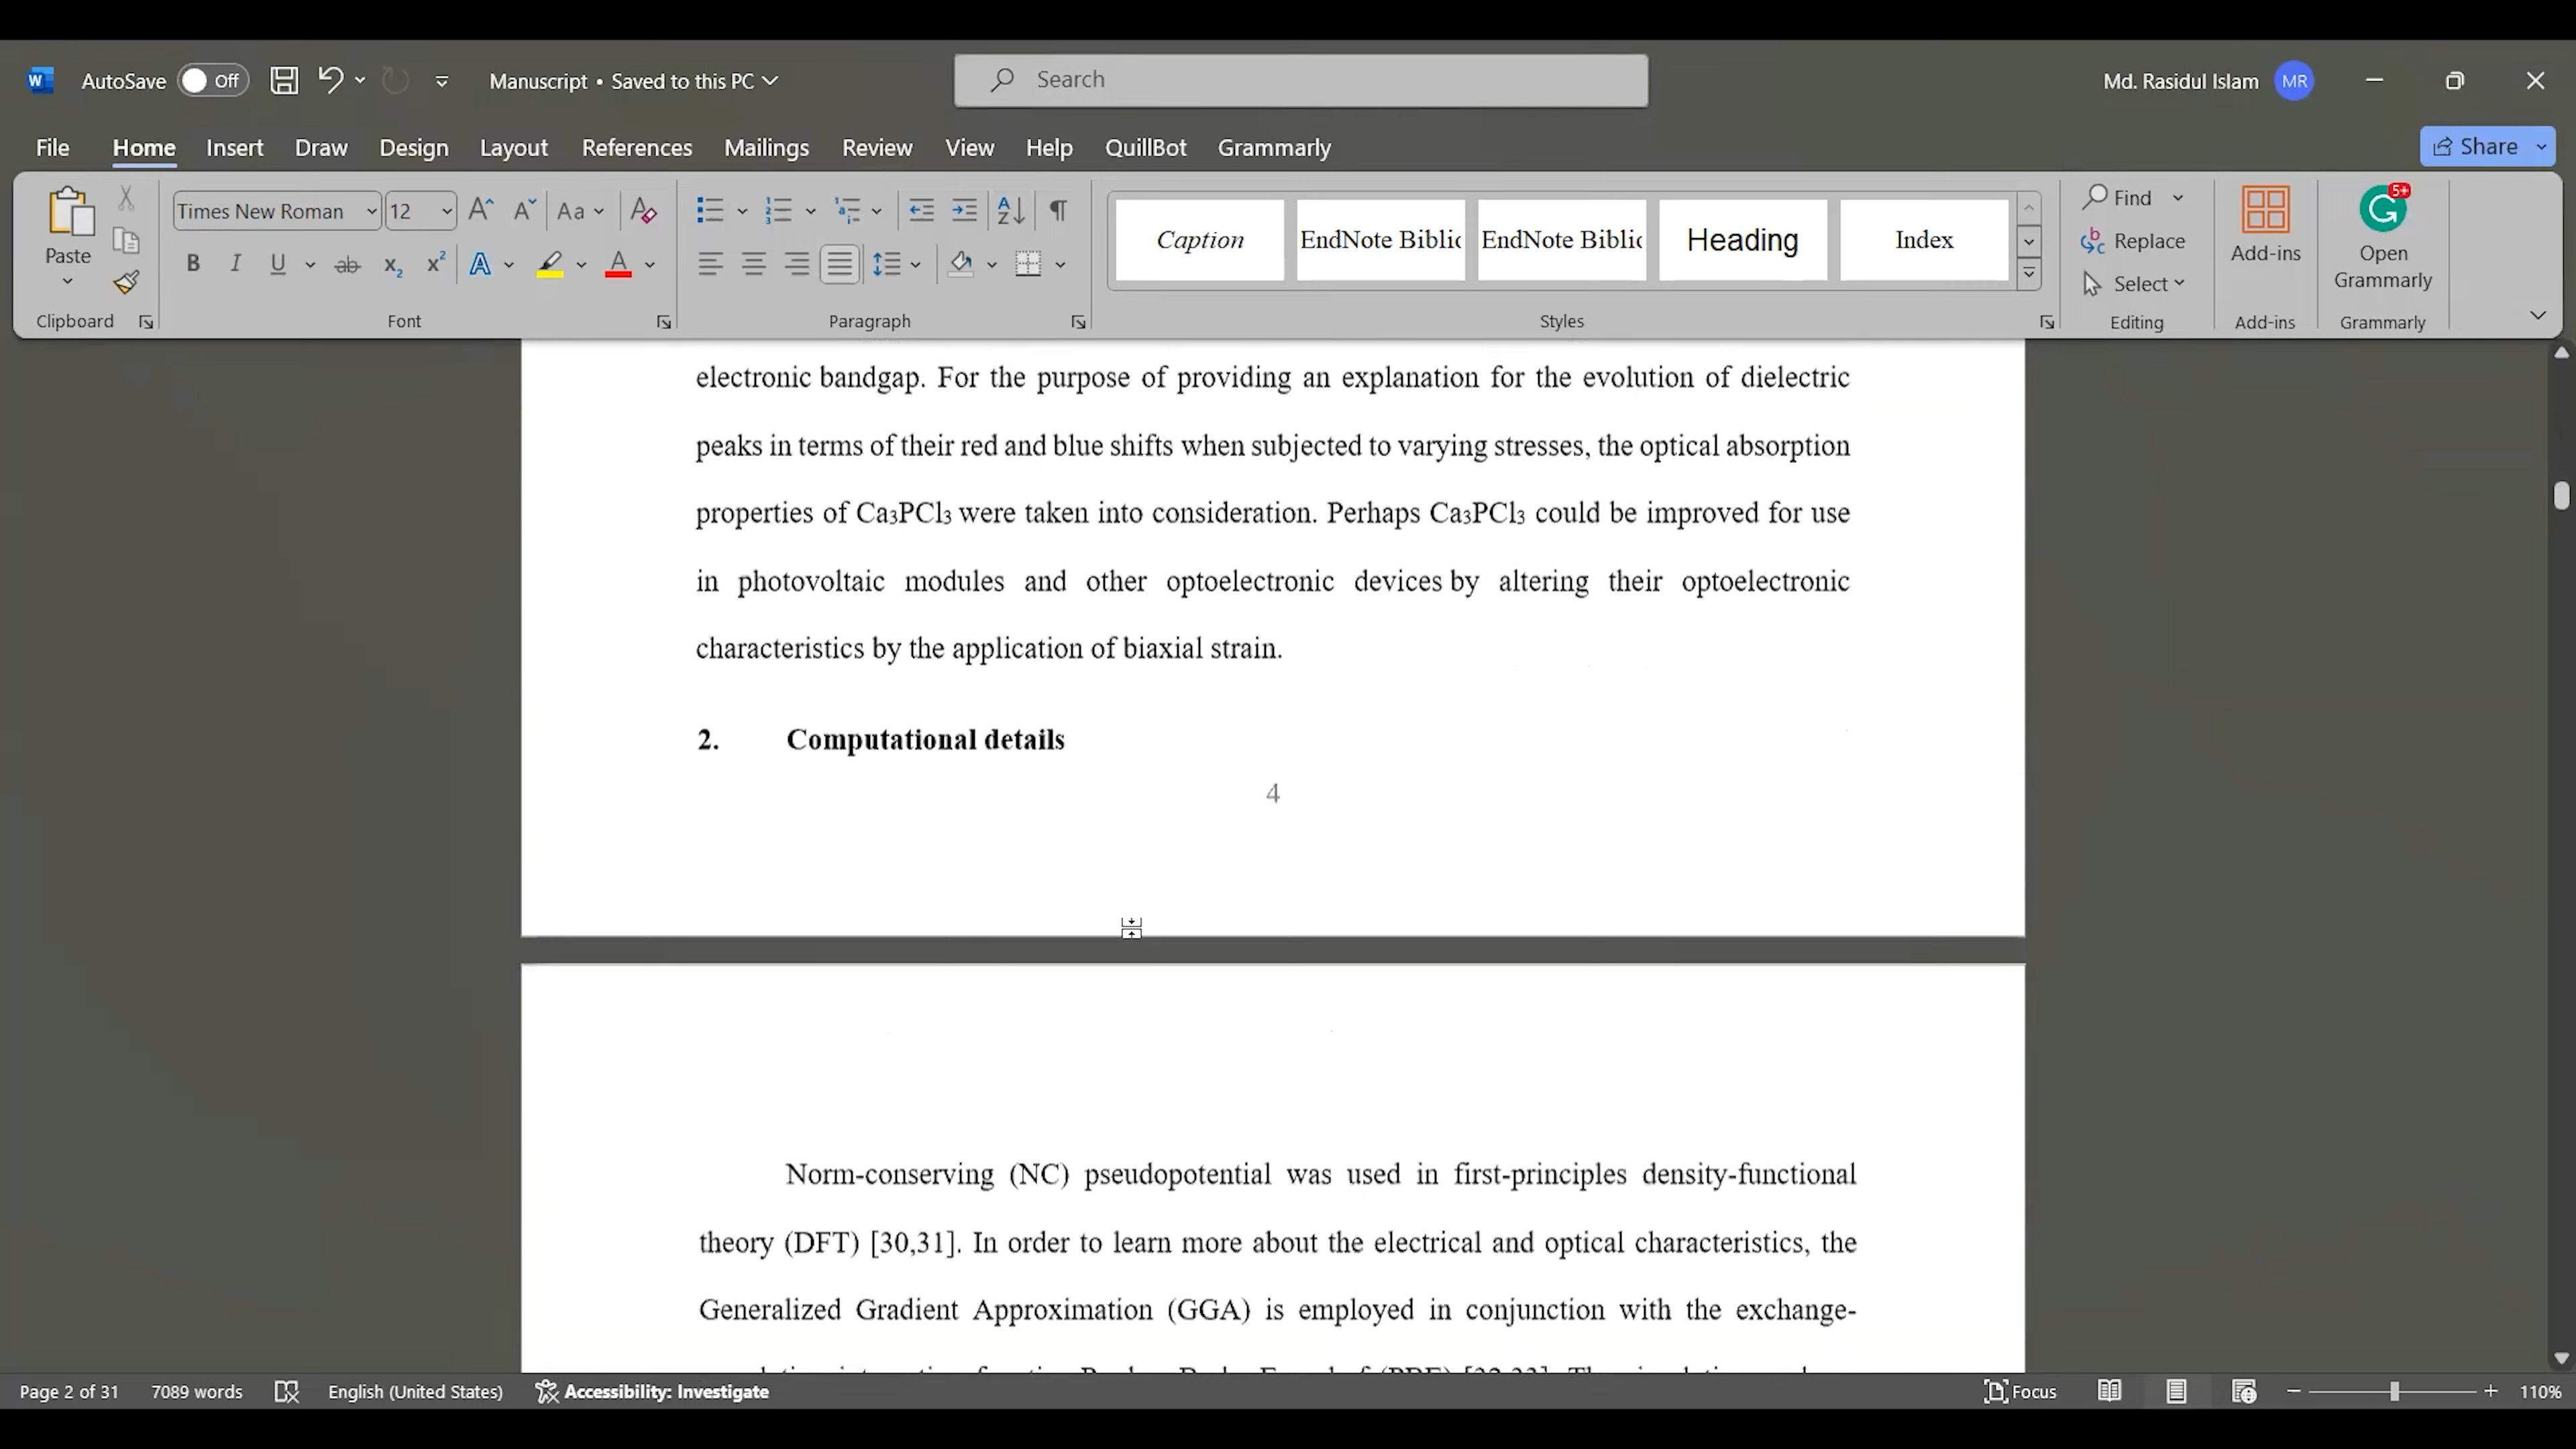 AutoSave Off Manuscript • Saved to this PC Search Md. Rasidul Islam MR
File Home Insert Draw Design Layout References Mailings Review View Help QuillBot Grammarly Share
Paste
Clipboard
Times New Roman 12
Font
Paragraph
Caption EndNote Biblic EndNote Biblic Heading Index
Styles
Find
Replace
Select
Editing
Add-ins
Add-ins
5+
Open
Grammarly
Grammarly
electronic bandgap. For the purpose of providing an explanation for the evolution of dielectric
peaks in terms of their red and blue shifts when subjected to varying stresses, the optical absorption
properties of Ca₃PCl₃ were taken into consideration. Perhaps Ca₃PCl₃ could be improved for use
in photovoltaic modules and other optoelectronic devices by altering their optoelectronic
characteristics by the application of biaxial strain.
2. Computational details
4
Norm-conserving (NC) pseudopotential was used in first-principles density-functional
theory (DFT) [30,31]. In order to learn more about the electrical and optical characteristics, the
Generalized Gradient Approximation (GGA) is employed in conjunction with the exchange-
Page 2 of 31 7089 words English (United States) Accessibility: Investigate Focus 110%